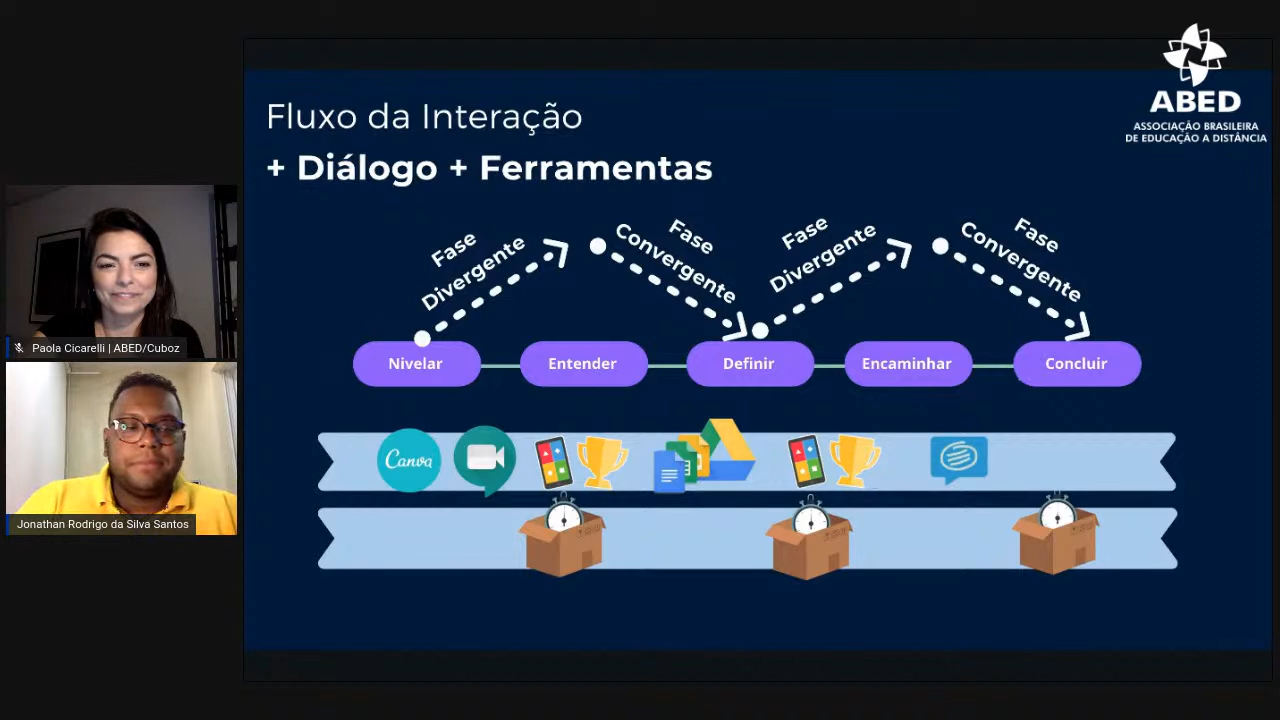 Fluxo da Interação
+ Diálogo + Ferramentas
ABED
ASSOCIAÇÃO BRASILEIRA
DE EDUCAÇÃO A DISTÂNCIA
Fase
Divergente
Fase
Convergente
Fase
Divergente
Fase
Convergente
Nivelar
Entender
Definir
Encaminhar
Concluir
Canva
Paola Cicarelli | ABED/Cuboz
Jonathan Rodrigo da Silva Santos